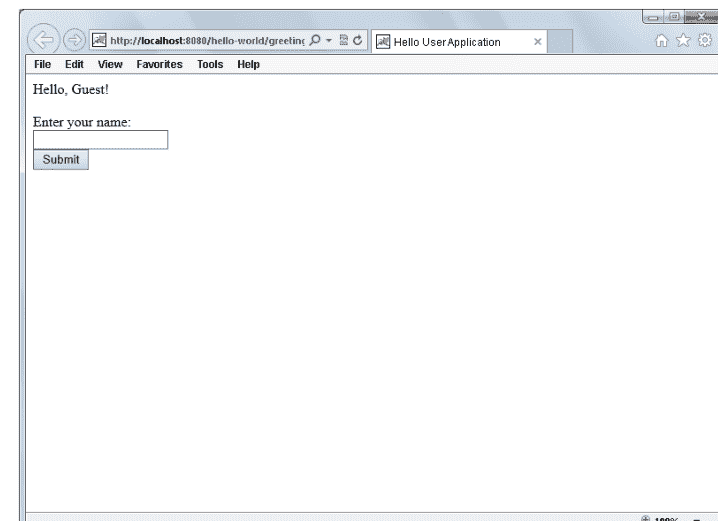 http://localhost:8080/hello-world/greeting
Hello User Application
File Edit View Favorites Tools Help
Hello, Guest!
Enter your name:
Submit
100%